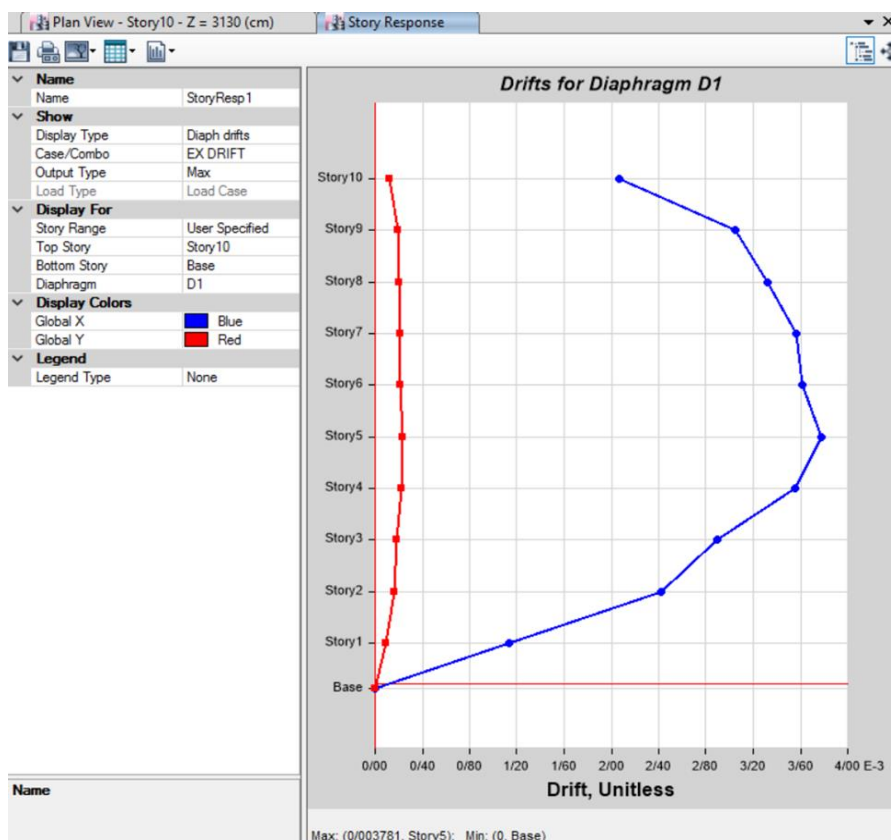 Plan View - Story10 - Z = 3130 (cm)
Story Response
Name
Name StoryResp1
Show
Display Type Diaph drifts
Case/Combo EX DRIFT
Output Type Max
Load Type Load Case
Display For
Story Range User Specified
Top Story Story10
Bottom Story Base
Diaphragm D1
Display Colors
Global X Blue
Global Y Red
Legend
Legend Type None
Name
Drifts for Diaphragm D1
Story10
Story9
Story8
Story7
Story6
Story5
Story4
Story3
Story2
Story1
Base
0/00 0/40 0/80 1/20 1/60 2/00 2/40 2/80 3/20 3/60 4/00 E-3
Drift, Unitless
Max: (0/003781, Story5); Min: (0, Base)